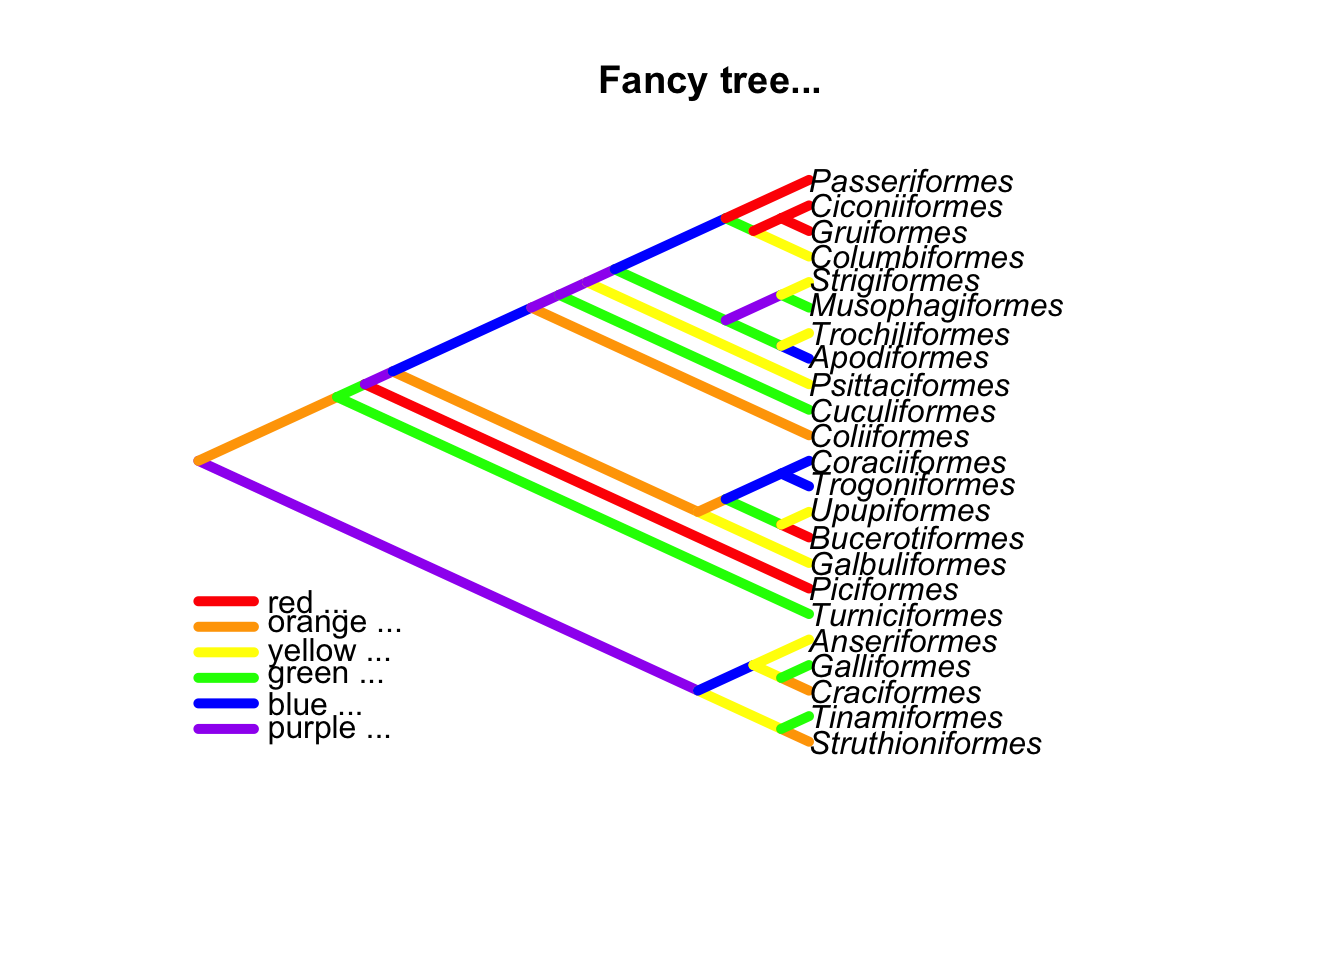 Fancy tree...
Passeriformes
Ciconiiformes
Gruiformes
Columbiformes
Strigiformes
Musophagiformes
Trochiliformes
Apodiformes
Psittaciformes
Cuculiformes
Coliiformes
Coraciiformes
Trogoniformes
Upupiformes
Bucerotiformes
Galbuliformes
Piciformes
Turniciformes
Anseriformes
Galliformes
Craciformes
Tinamiformes
Struthioniformes
red ...
orange ...
yellow ...
green ...
blue ...
purple ...